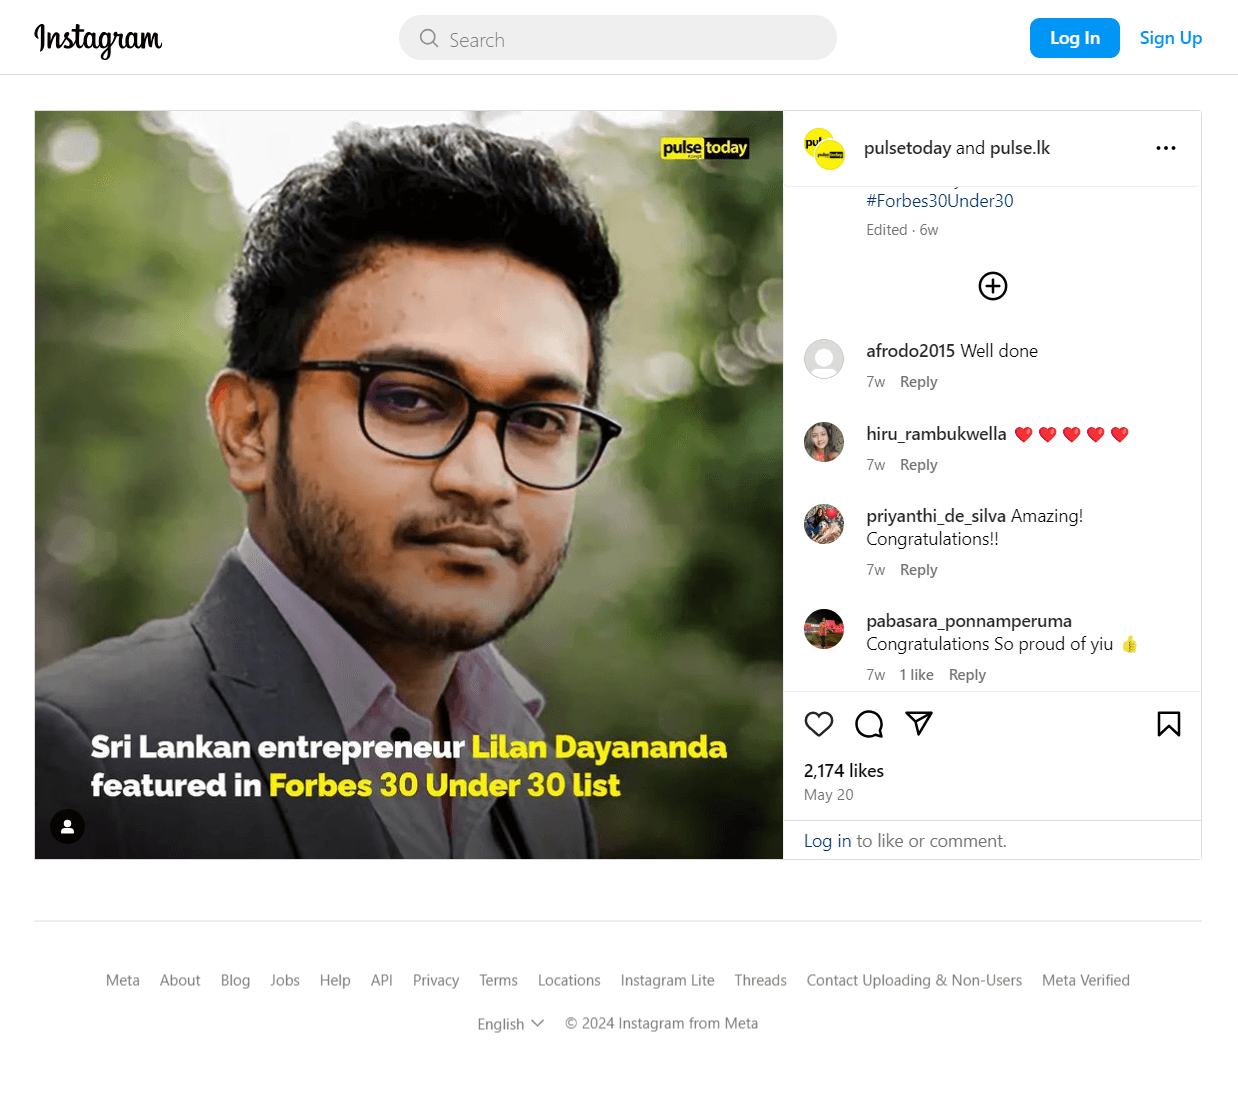 Instagram
Search
Log In
Sign Up
pulse today
pulsetoday and pulse.lk
#Forbes30Under30
Edited · 6w
afrodo2015 Well done
7w Reply
hiru_rambukwella ❤️❤️❤️❤️❤️
7w Reply
priyanthi_de_silva Amazing!
Congratulations!!
7w Reply
pabasara_ponnamperuma
Congratulations So proud of yiu 👍
7w 1 like Reply
2,174 likes
May 20
Log in to like or comment.
Sri Lankan entrepreneur Lilan Dayananda
featured in Forbes 30 Under 30 list
Meta About Blog Jobs Help API Privacy Terms Locations Instagram Lite Threads Contact Uploading & Non-Users Meta Verified
English © 2024 Instagram from Meta